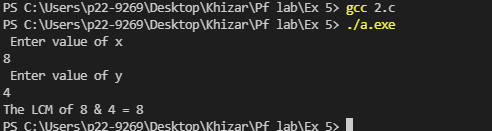 PS C:\Users\p22-9269\Desktop\Khizar\Pf lab\Ex 5> gcc 2.c
PS C:\Users\p22-9269\Desktop\Khizar\Pf lab\Ex 5> ./a.exe
 Enter value of x
8
 Enter value of y
4
The LCM of 8 & 4 = 8
PS C:\Users\p22-9269\Desktop\Khizar\Pf lab\Ex 5>